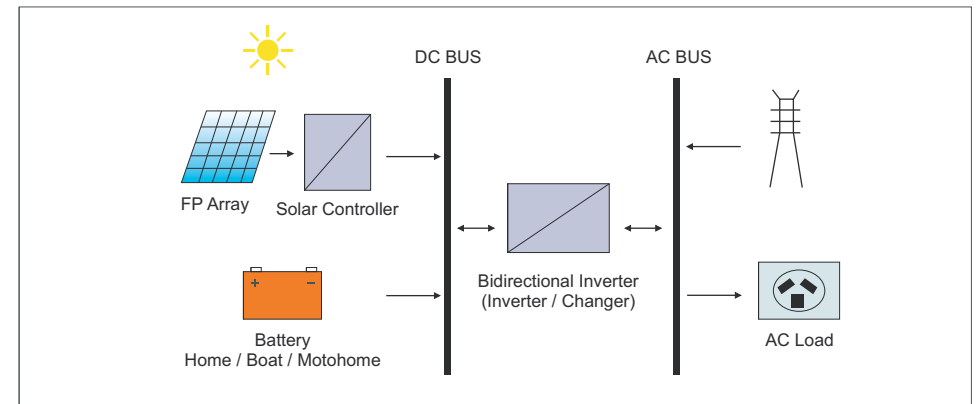 DC BUS
AC BUS
FP Array
Solar Controller
Bidirectional Inverter
(Inverter / Changer)
+ −
Battery
Home / Boat / Motohome
AC Load